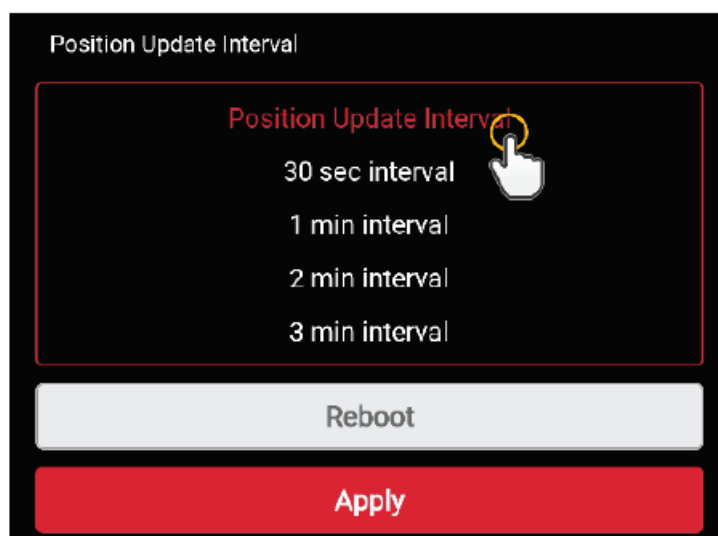 Position Update Interval
Position Update Interval
30 sec interval
1 min interval
2 min interval
3 min interval
Reboot
Apply